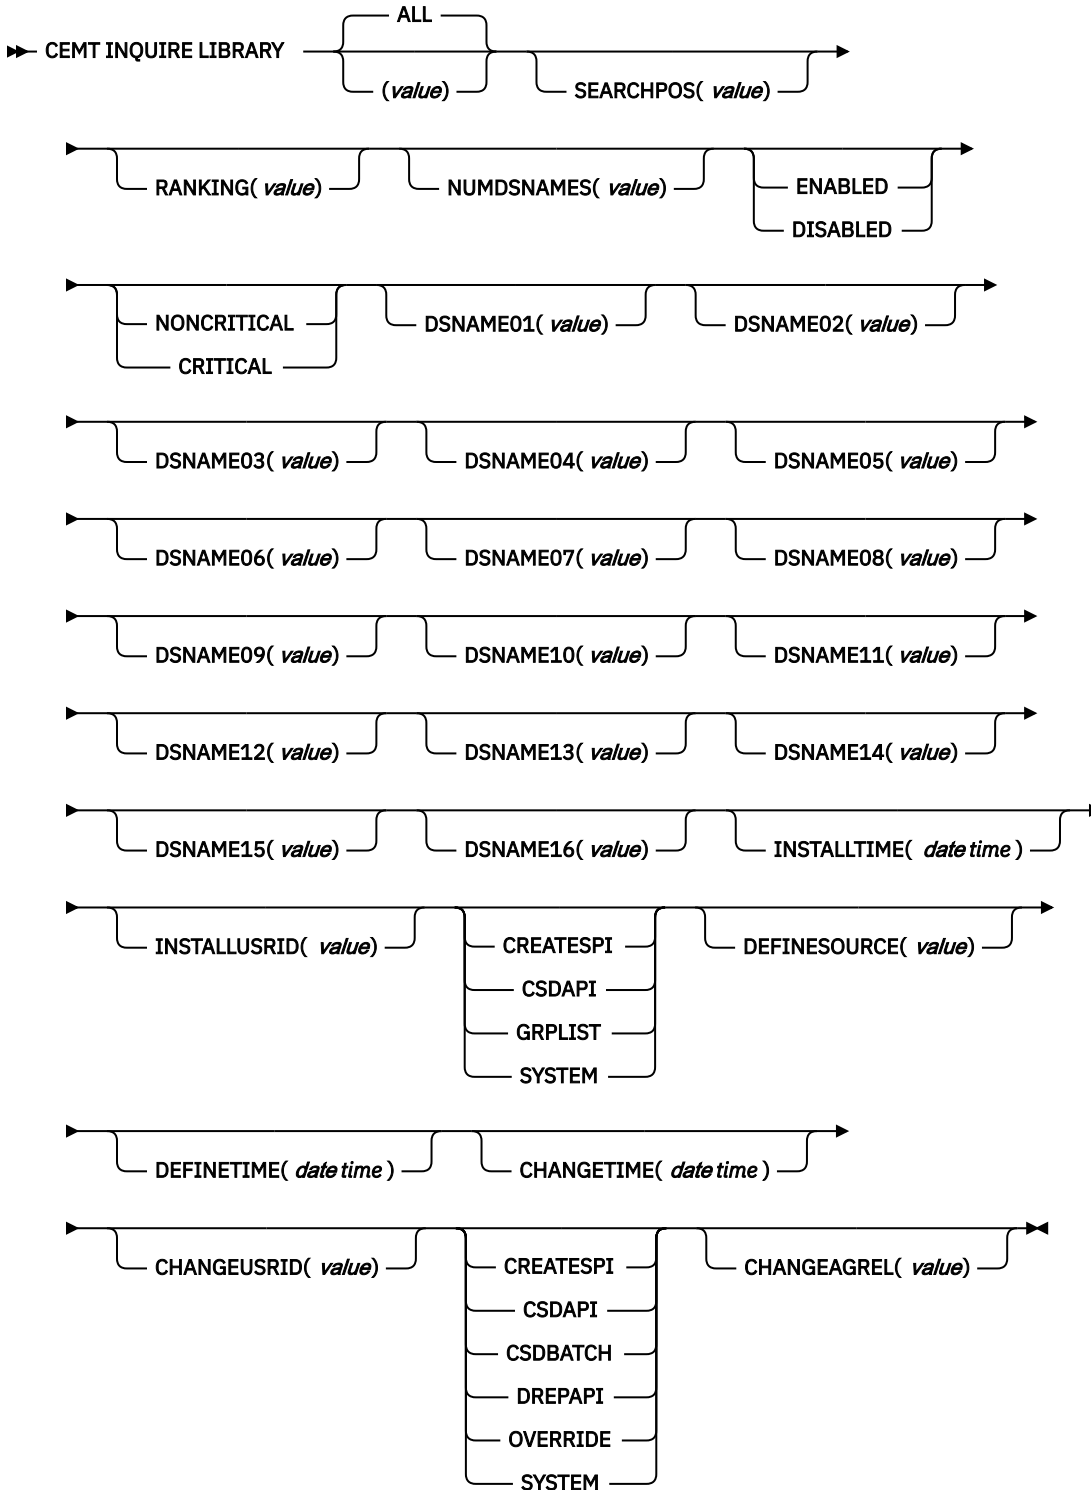 ALL
CEMT INQUIRE LIBRARY
(value)
SEARCHPOS( value)
RANKING( value)
NUMDSNAMES( value)
ENABLED
DISABLED
NONCRITICAL
CRITICAL
DSNAME01( value)
DSNAME02( value)
DSNAME03( value)
DSNAME04( value)
DSNAME05( value)
DSNAME06( value)
DSNAME07( value)
DSNAME08( value)
DSNAME09( value)
DSNAME10( value)
DSNAME11( value)
DSNAME12( value)
DSNAME13( value)
DSNAME14( value)
DSNAME15( value)
DSNAME16( value)
INSTALLTIME( date time )
INSTALLUSRID( value)
CREATESPI
CSDAPI
GRPLIST
SYSTEM
DEFINESOURCE( value)
DEFINETIME( date time )
CHANGETIME( date time )
CHANGEUSRID( value)
CREATESPI
CSDAPI
CSDBATCH
DREPAPI
OVERRIDE
SYSTEM
CHANGEAGREL( value)